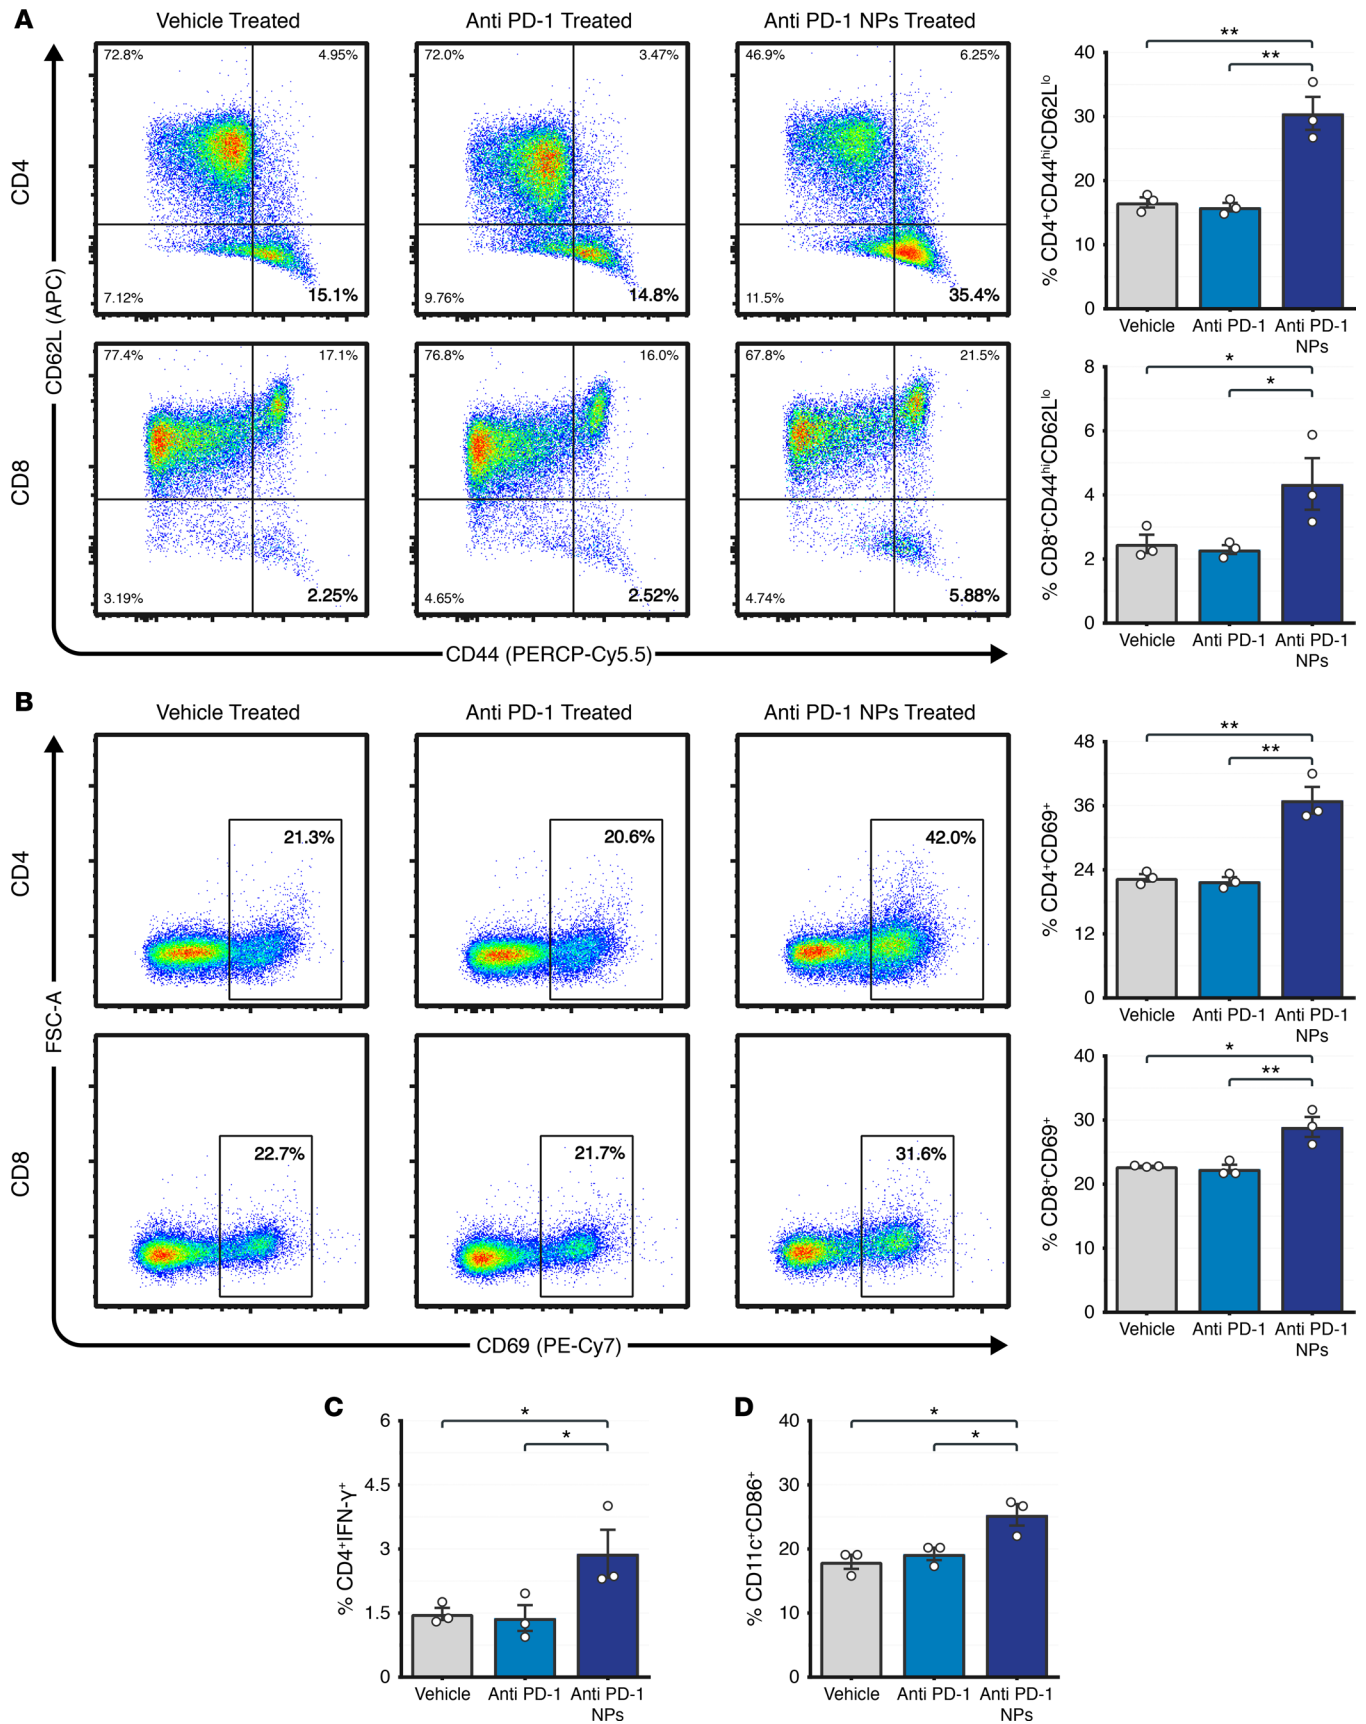 A
Vehicle Treated
Anti PD-1 Treated
Anti PD-1 NPs Treated
CD4
CD8
CD62L (APC)
72.8%
4.95%
7.12%
15.1%
72.0%
3.47%
9.76%
14.8%
46.9%
6.25%
11.5%
35.4%
77.4%
17.1%
3.19%
2.25%
76.8%
16.0%
4.65%
2.52%
67.8%
21.5%
4.74%
5.88%
CD44 (PERCP-Cy5.5)
% CD4⁺CD44ʰⁱCD62Lˡᵒ
40
30
20
10
0
**
**
Vehicle
Anti PD-1
Anti PD-1
NPs
% CD8⁺CD44ʰⁱCD62Lˡᵒ
8
6
4
2
0
*
*
Vehicle
Anti PD-1
Anti PD-1
NPs
B
Vehicle Treated
Anti PD-1 Treated
Anti PD-1 NPs Treated
CD4
CD8
FSC-A
21.3%
20.6%
42.0%
22.7%
21.7%
31.6%
CD69 (PE-Cy7)
% CD4⁺CD69⁺
48
36
24
12
0
**
**
Vehicle
Anti PD-1
Anti PD-1
NPs
% CD8⁺CD69⁺
40
30
20
10
0
*
**
Vehicle
Anti PD-1
Anti PD-1
NPs
C
% CD4⁺IFN-γ⁺
6
4.5
3
1.5
0
*
*
Vehicle
Anti PD-1
Anti PD-1
NPs
D
% CD11c⁺CD86⁺
40
30
20
10
0
*
*
Vehicle
Anti PD-1
Anti PD-1
NPs